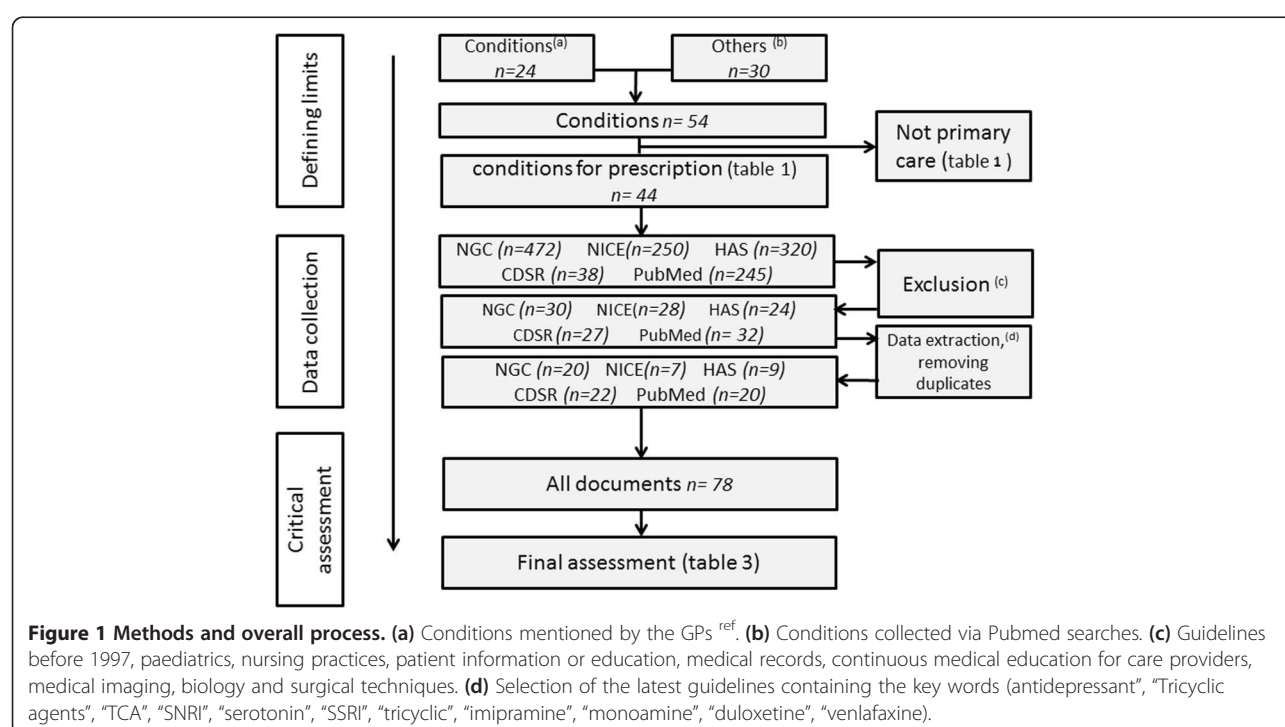 Defining limits
Conditions(a)
n=24
Others (b)
n=30
Conditions n= 54
Not primary
care (table 1 )
conditions for prescription (table 1)
n= 44
Data collection
NGC (n=472) NICE(n=250) HAS (n=320)
CDSR (n=38) PubMed (n=245)
Exclusion (c)
NGC (n=30) NICE(n=28) HAS (n=24)
CDSR (n=27) PubMed (n= 32)
Data extraction,(d)
removing
duplicates
NGC (n=20) NICE(n=7) HAS (n=9)
CDSR (n=22) PubMed (n=20)
Critical
assessment
All documents n= 78
Final assessment (table 3)
Figure 1 Methods and overall process. (a) Conditions mentioned by the GPs ref. (b) Conditions collected via Pubmed searches. (c) Guidelines
before 1997, paediatrics, nursing practices, patient information or education, medical records, continuous medical education for care providers,
medical imaging, biology and surgical techniques. (d) Selection of the latest guidelines containing the key words (antidepressant”, “Tricyclic
agents”, “TCA”, “SNRI”, “serotonin”, “SSRI”, “tricyclic”, “imipramine”, “monoamine”, “duloxetine”, “venlafaxine).